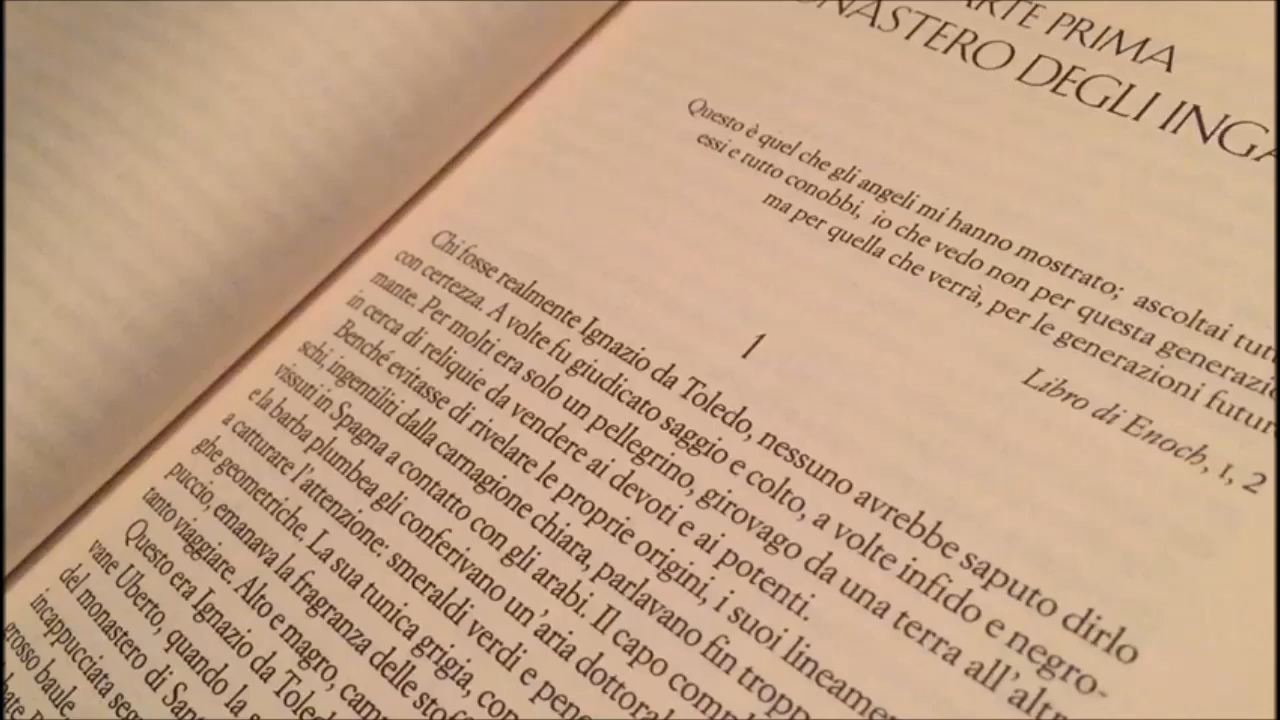 PARTE PRIMA
MONASTERO DEGLI INGA
Questo è quel che gli angeli mi hanno mostrato; ascoltai tut
essi e tutto conobbi, io che vedo non per questa generazio
ma per quella che verrà, per le generazioni futur
Libro di Enoch, 1, 2
1
Chi fosse realmente Ignazio da Toledo, nessuno avrebbe saputo dirlo
con certezza. A volte fu giudicato saggio e colto, a volte infido e negro-
mante. Per molti era solo un pellegrino, girovago da una terra all'altr
in cerca di reliquie da vendere ai devoti e ai potenti.
Benché evitasse di rivelare le proprie origini, i suoi lineam
schi, ingentiliti dalla carnagione chiara, parlavano fin tropp
vissuti in Spagna a contatto con gli arabi. Il capo comp
e la barba plumbea gli conferivano un'aria dottoral
a catturare l'attenzione: smeraldi verdi e pene
ghe geometriche. La sua tunica grigia, cop
puccio, emanava la fragranza delle stof
tanto viaggiare. Alto e magro, cam
Questo era Ignazio da Toled
vane Uberto, quando la s
del monastero di San
incappucciata seg
grosso baule.